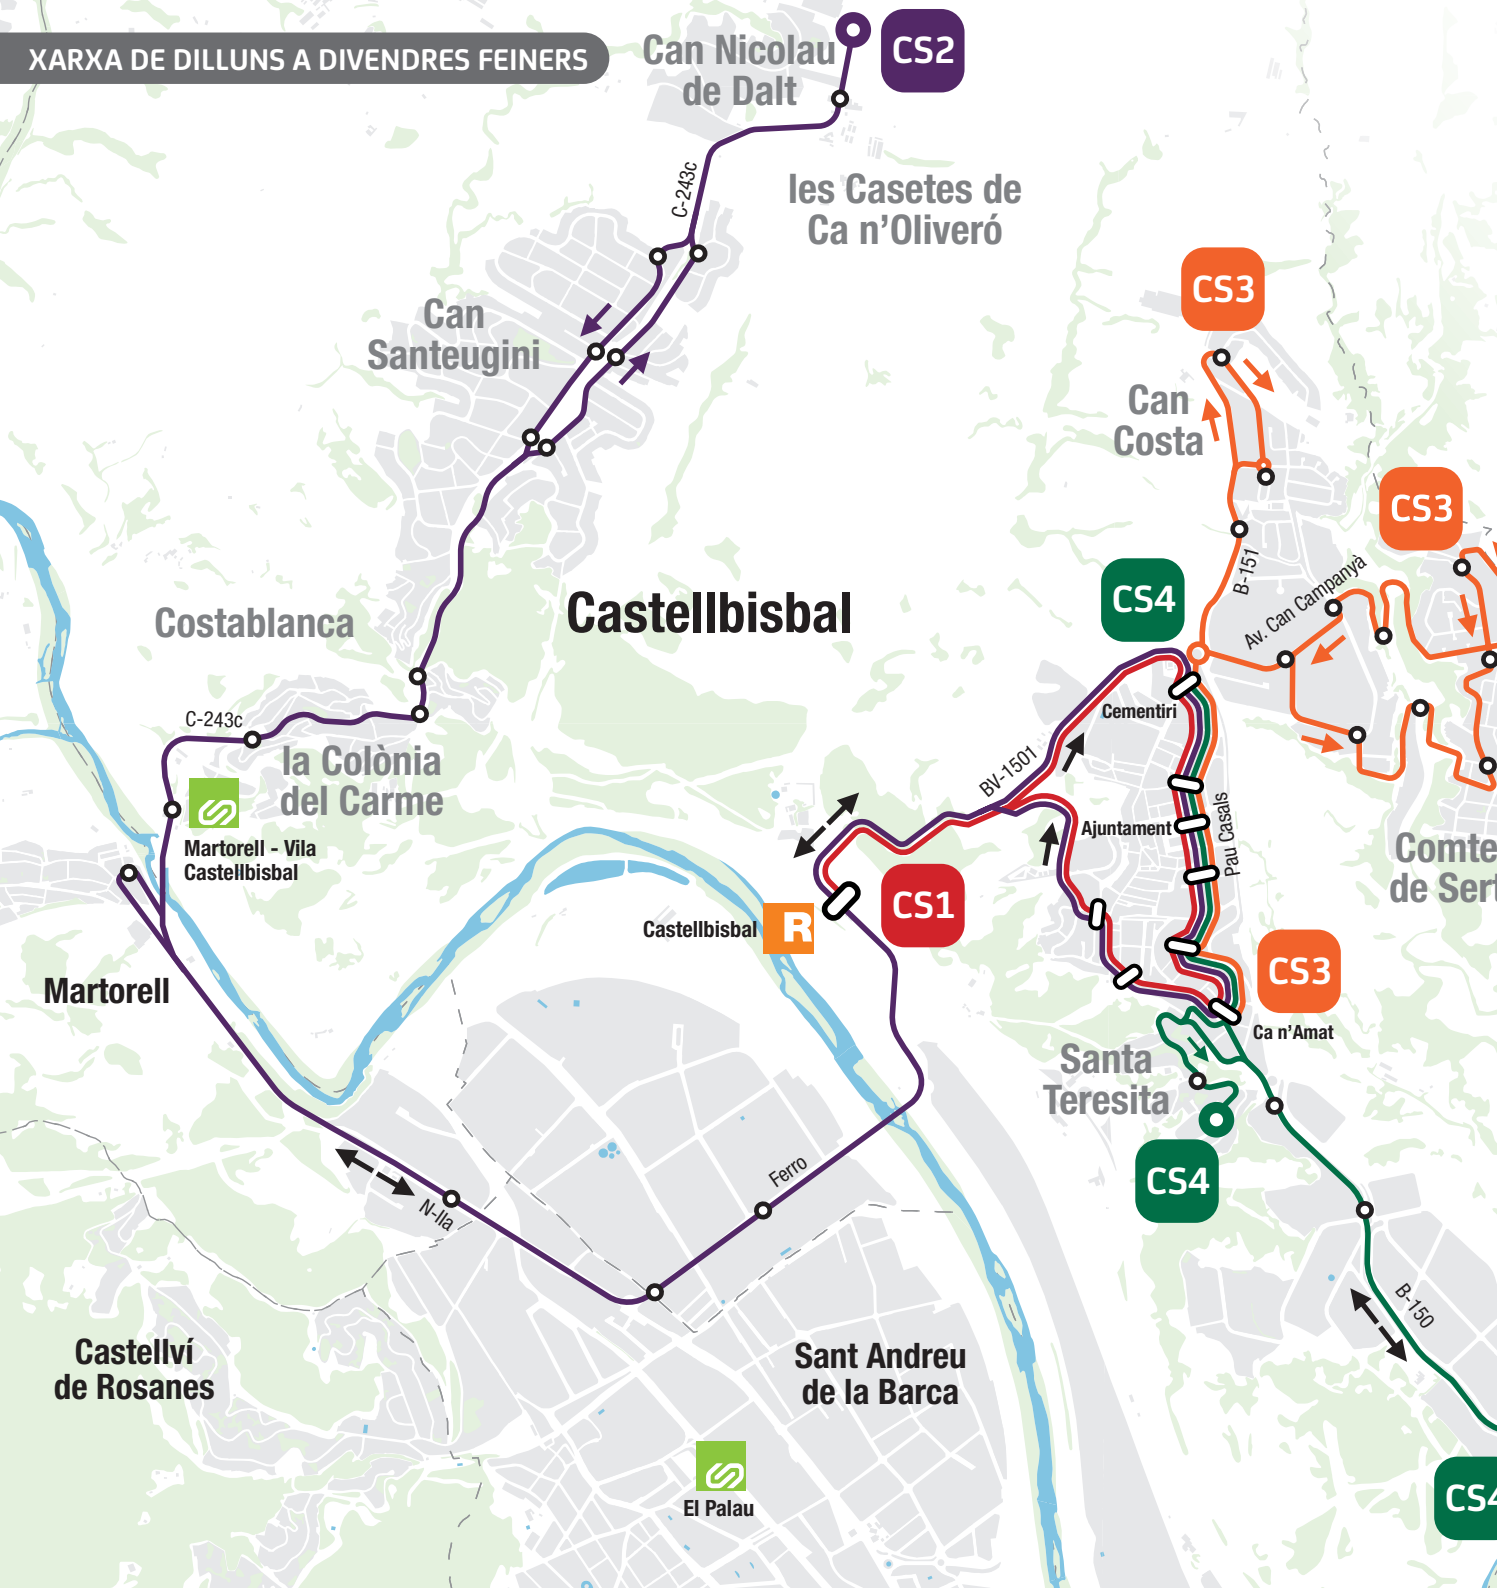 XARXA DE DILLUNS A DIVENDRES FEINERS
Can Nicolau
de Dalt
CS2
C-243c
les Casetes de
Ca n'Oliveró
Can
Santeugini
CS3
Can
Costa
CS3
B-151
Av. Can Campanyà
CS4
Castellbisbal
Costablanca
C-243c
la Colònia
del Carme
Martorell - Vila
Castellbisbal
Cementiri
BV-1501
Ajuntament
Pau Casals
Comte
de Sert
CS1
Castellbisbal
R
CS3
Martorell
Ca n'Amat
Santa
Teresita
CS4
Ferro
N-IIa
B-150
Castellví
de Rosanes
Sant Andreu
de la Barca
El Palau
CS4